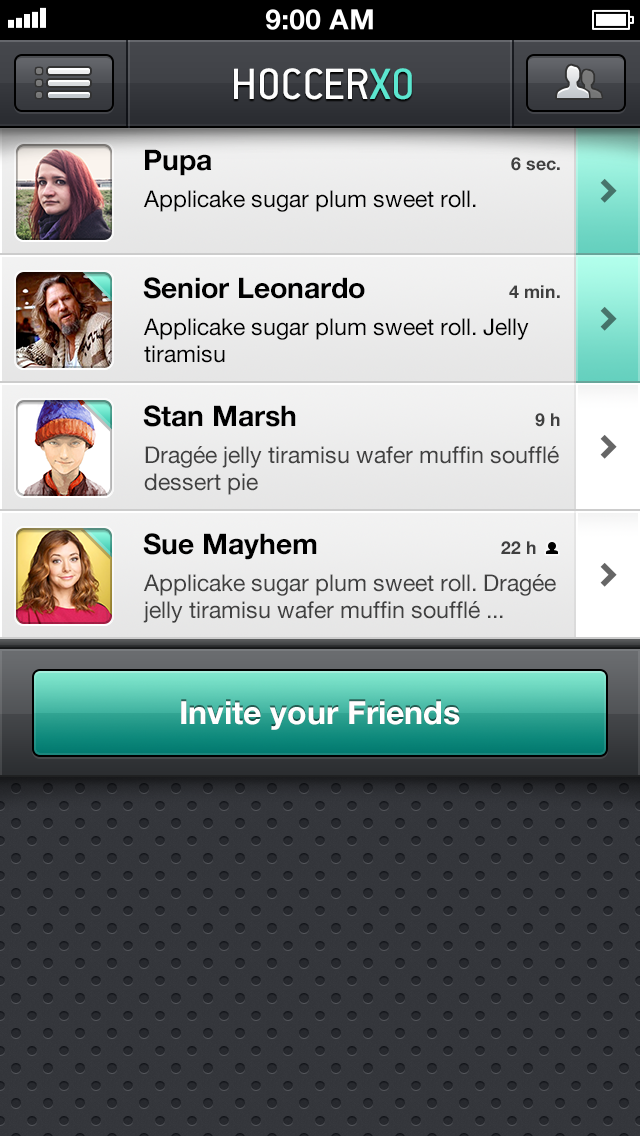 9:00 AM
HOCCERXO
Pupa
6 sec.
Applicake sugar plum sweet roll.
Senior Leonardo
4 min.
Applicake sugar plum sweet roll. Jelly
tiramisu
Stan Marsh
9 h
Dragée jelly tiramisu wafer muffin soufflé
dessert pie
Sue Mayhem
22 h
Applicake sugar plum sweet roll. Dragée
jelly tiramisu wafer muffin soufflé ...
Invite your Friends